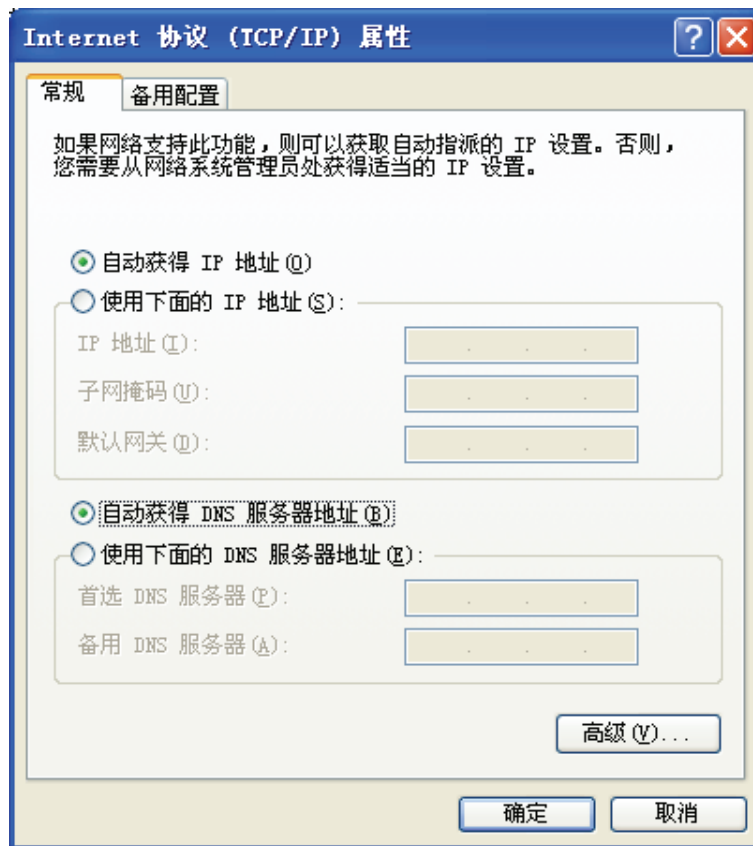 Internet 协议 (TCP/IP) 属性
常规
备用配置
如果网络支持此功能,则可以获取自动指派的 IP 设置。否则,
您需要从网络系统管理员处获得适当的 IP 设置。
自动获得 IP 地址(O)
使用下面的 IP 地址(S):
IP 地址(I):
子网掩码(U):
默认网关(D):
自动获得 DNS 服务器地址(B)
使用下面的 DNS 服务器地址(E):
首选 DNS 服务器(P):
备用 DNS 服务器(A):
高级(V)...
确定
取消